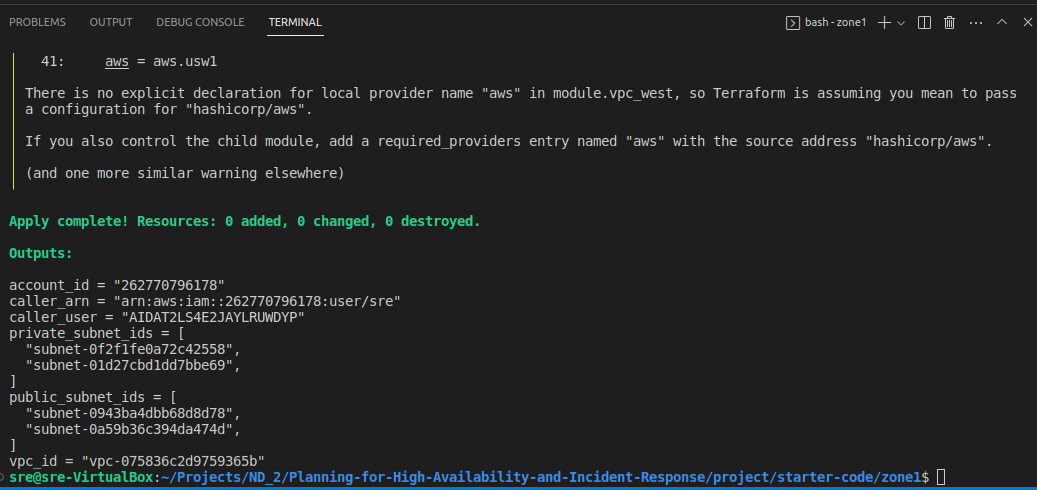 PROBLEMS OUTPUT DEBUG CONSOLE TERMINAL bash - zone1
41: aws = aws.usw1
There is no explicit declaration for local provider name "aws" in module.vpc_west, so Terraform is assuming you mean to pass
a configuration for "hashicorp/aws".
If you also control the child module, add a required_providers entry named "aws" with the source address "hashicorp/aws".
(and one more similar warning elsewhere)
Apply complete! Resources: 0 added, 0 changed, 0 destroyed.
Outputs:
account_id = "262770796178"
caller_arn = "arn:aws:iam::262770796178:user/sre"
caller_user = "AIDAT2LS4E2JAYLRUWDYP"
private_subnet_ids = [
"subnet-0f2f1fe0a72c42558",
"subnet-01d27cbd1dd7bbe69",
]
public_subnet_ids = [
"subnet-0943ba4dbb68d8d78",
"subnet-0a59b36c394da474d",
]
vpc_id = "vpc-075836c2d9759365b"
sre@sre-VirtualBox:~/Projects/ND_2/Planning-for-High-Availability-and-Incident-Response/project/starter-code/zone1$